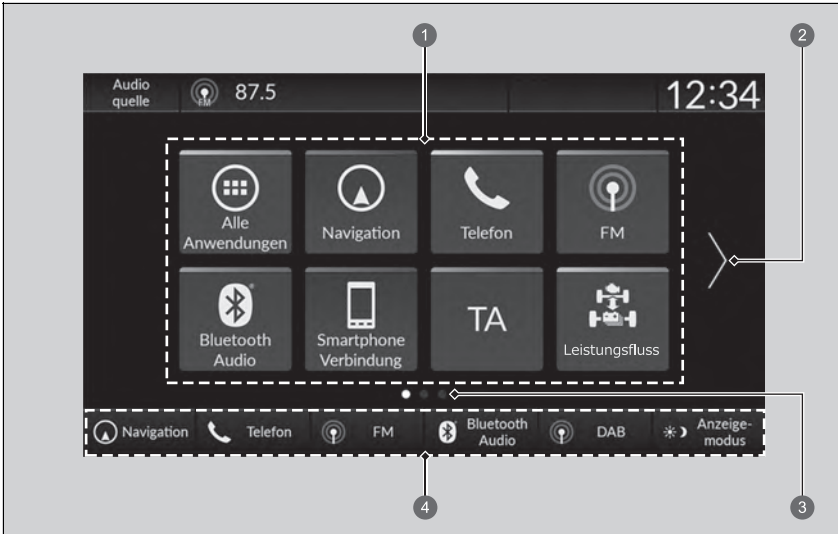 1
2
Audio
quelle
FM
87.5
12:34
Alle
Anwendungen
Navigation
Telefon
FM
Bluetooth
Audio
Smartphone
Verbindung
TA
Leistungsfluss
Navigation
Telefon
FM
Bluetooth
Audio
DAB
Anzeige-
modus
4
3